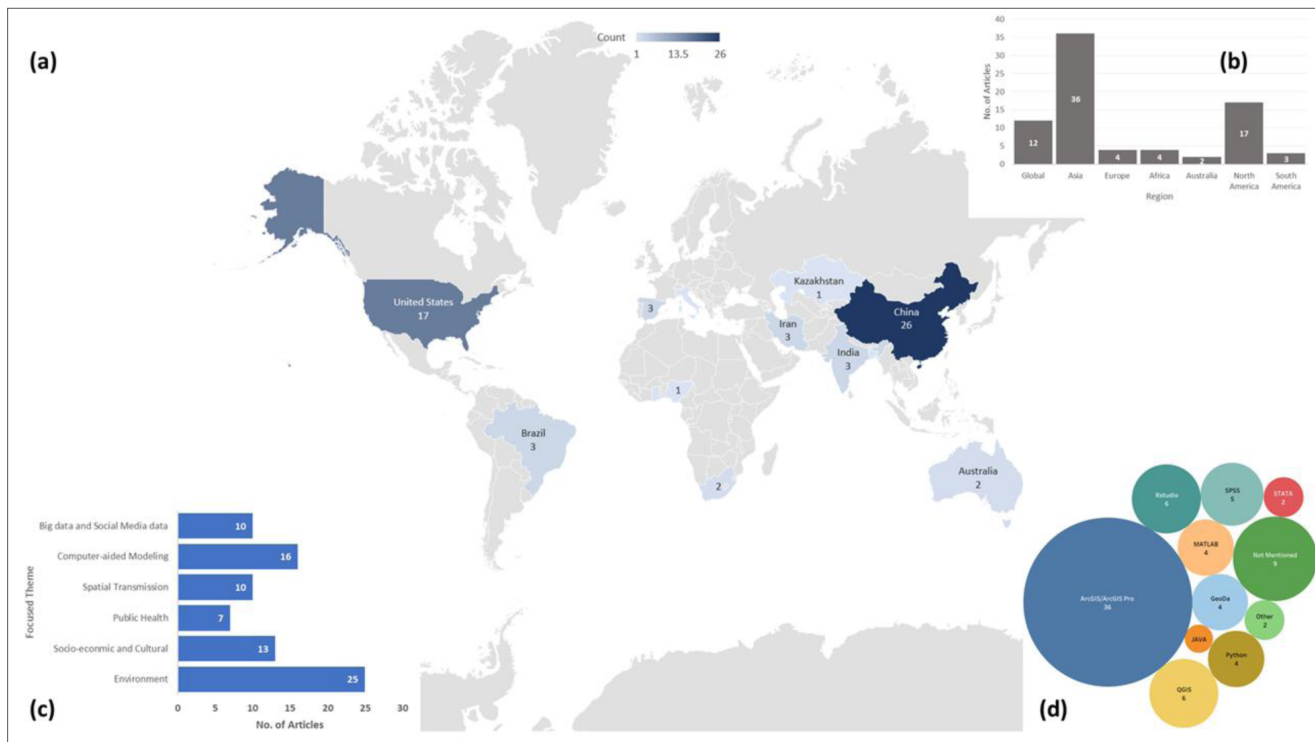 (a)
Count
1 13.5 26
United States
17
Brazil
3
3
1
2
Kazakhstan
1
Iran
3
India
3
China
26
Australia
2
(b)
No. of Articles
40
35
30
25
20
15
10
5
0
12
36
4
4
2
17
3
Global Asia Europe Africa Australia North America South America
Region
(c)
Focused Theme
Big data and Social Media data 10
Computer-aided Modeling 16
Spatial Transmission 10
Public Health 7
Socio-econmic and Cultural 13
Environment 25
0 5 10 15 20 25 30
No. of Articles
(d)
Rstudio
6
SPSS
5
STATA
2
MATLAB
4
Not Mentioned
9
ArcGIS/ArcGIS Pro
36
GeoDa
4
Other
2
JAVA
Python
4
QGIS
6